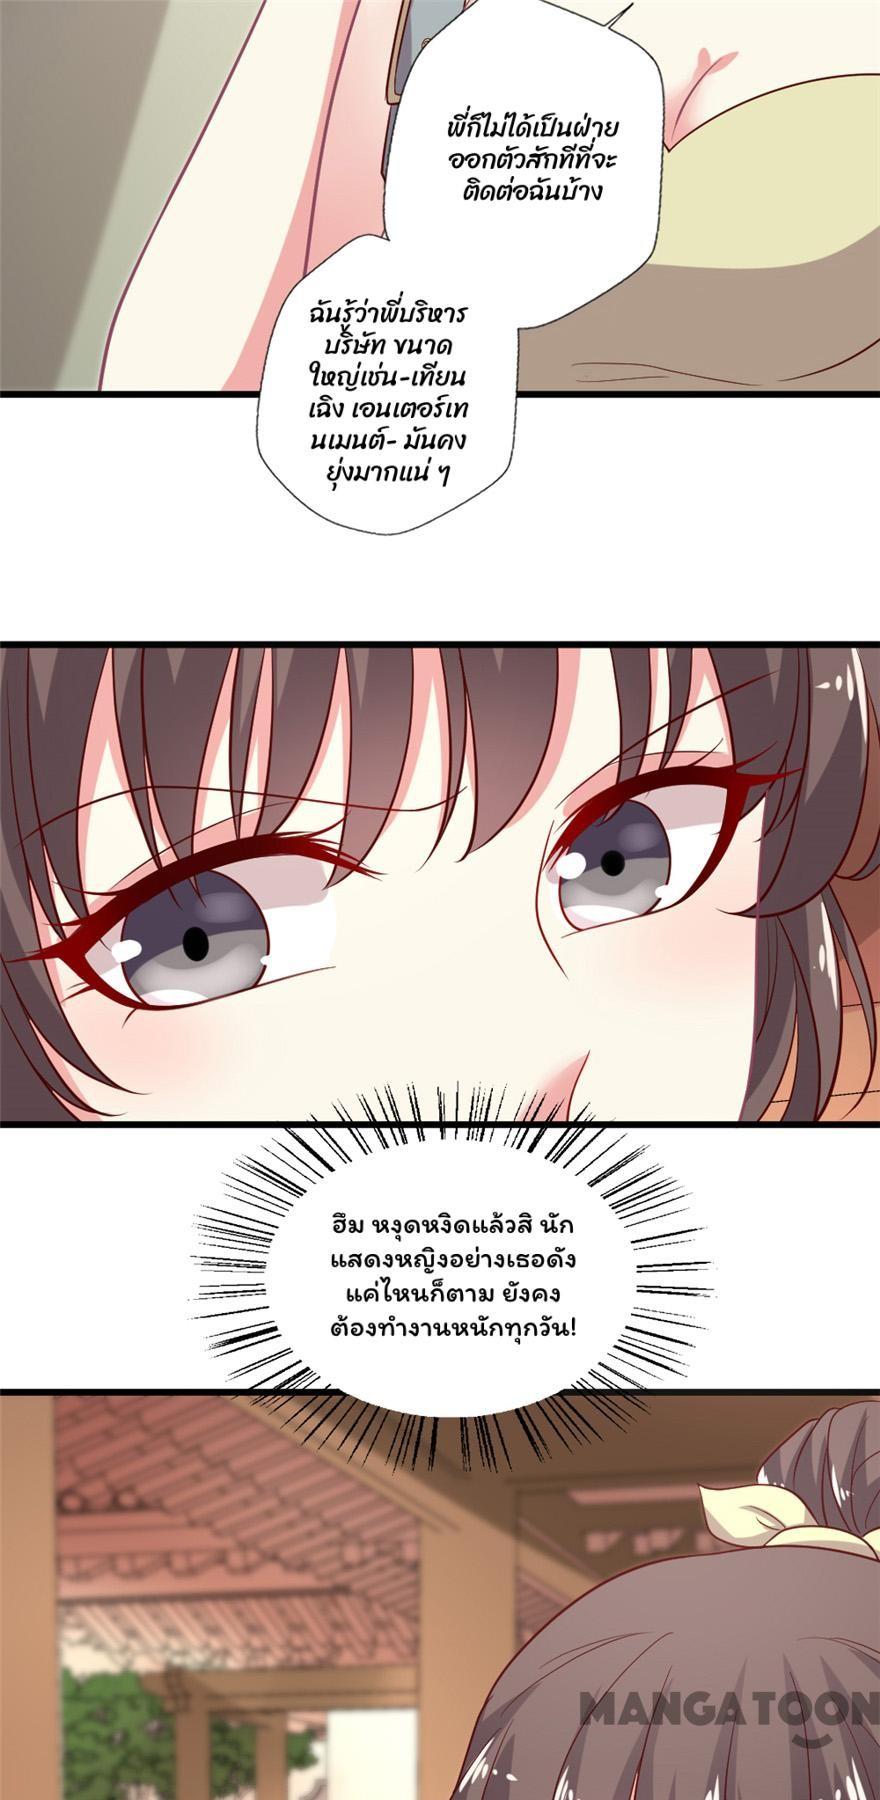 พี่ก็ไม่ได้เป็นฝ่าย
ออกตัวสักทีที่จะ
ติดต่อฉันบ้าง
ฉันรู้ว่าพี่บริหาร
บริษัท ขนาด
ใหญ่เช่น-เทียน
เฉิง เอนเตอร์เท
นเมนต์- มันคง
ยุ่งมากแน่ ๆ
ฮึม หงุดหงิดแล้วสิ นัก
แสดงหญิงอย่างเธอดัง
แค่ไหนก็ตาม ยังคง
ต้องทำงานหนักทุกวัน!
MANGATOON